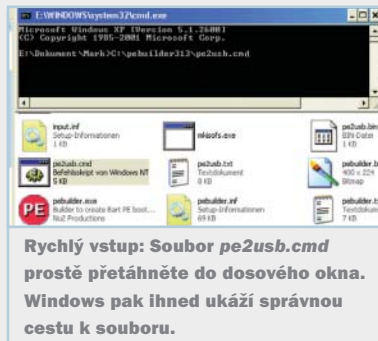 E:\WINDOWS\system32\cmd.exe
Microsoft Windows XP [Version 5.1.2600]
(C) Copyright 1985-2001 Microsoft Corp.
E:\Dokument\Mark>C:\pebuilder313\pe2usb.cmd
input.inf
Setup-Informationen
1 KB
mkisofs.exe
pe2usb.bin
BIN-Datei
1 KB
pe2usb.cmd
Befehlsskript von Windows NT
5 KB
pe2usb.txt
Textdokument
8 KB
pebuilder.b
400 x 224
Bitmap
PE
pebuilder.exe
Builder to create Bart PE boot...
Nu2 Productions
pebuilder.inf
Setup-Informationen
69 KB
pebuilder.t
Textdokument
7 KB
Rychlý vstup: Soubor pe2usb.cmd
prostě přetáhněte do dosového okna.
Windows pak ihned ukáží správnou
cestu k souboru.